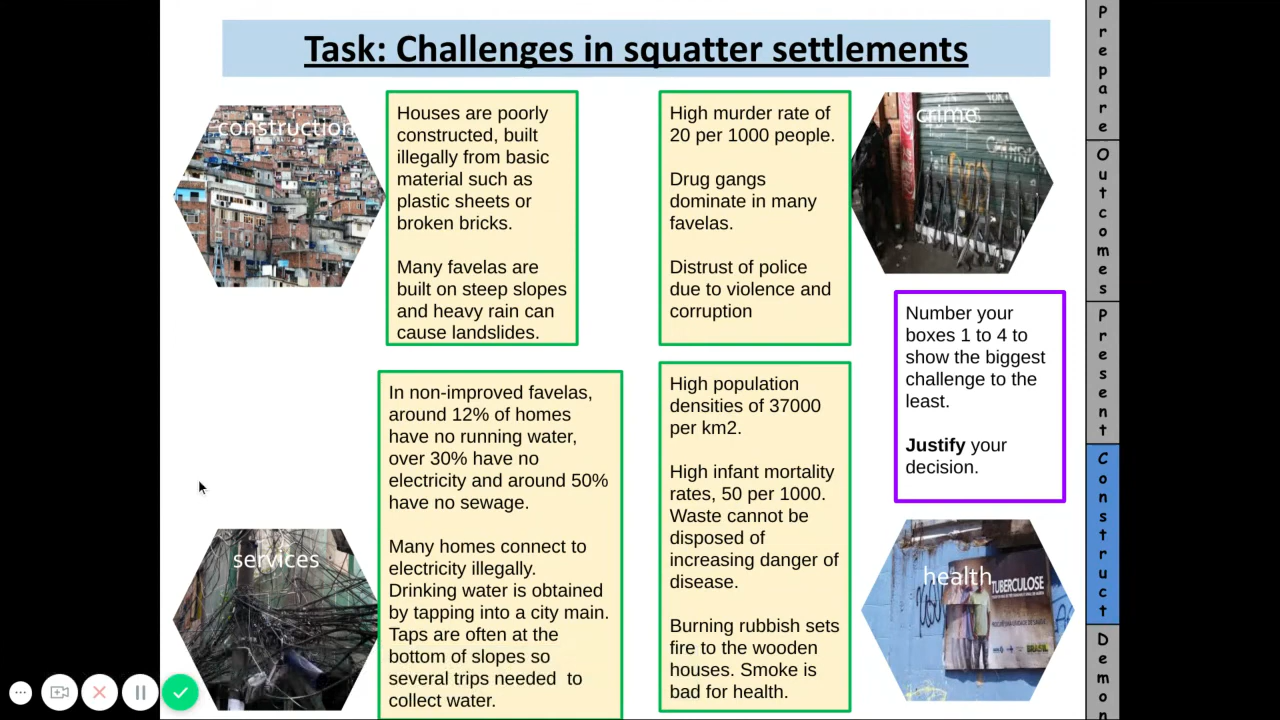 Task: Challenges in squatter settlements
construction
Houses are poorly
constructed, built
illegally from basic
material such as
plastic sheets or
broken bricks.
Many favelas are
built on steep slopes
and heavy rain can
cause landslides.
High murder rate of
20 per 1000 people.
Drug gangs
dominate in many
favelas.
Distrust of police
due to violence and
corruption
crime
Number your
boxes 1 to 4 to
show the biggest
challenge to the
least.
Justify your
decision.
services
In non-improved favelas,
around 12% of homes
have no running water,
over 30% have no
electricity and around 50%
have no sewage.
Many homes connect to
electricity illegally.
Drinking water is obtained
by tapping into a city main.
Taps are often at the
bottom of slopes so
several trips needed to
collect water.
High population
densities of 37000
per km2.
High infant mortality
rates, 50 per 1000.
Waste cannot be
disposed of
increasing danger of
disease.
Burning rubbish sets
fire to the wooden
houses. Smoke is
bad for health.
health
TUBERCULOSE
BRASIL
Prepare
Outcomes
Present
Construct
Demon